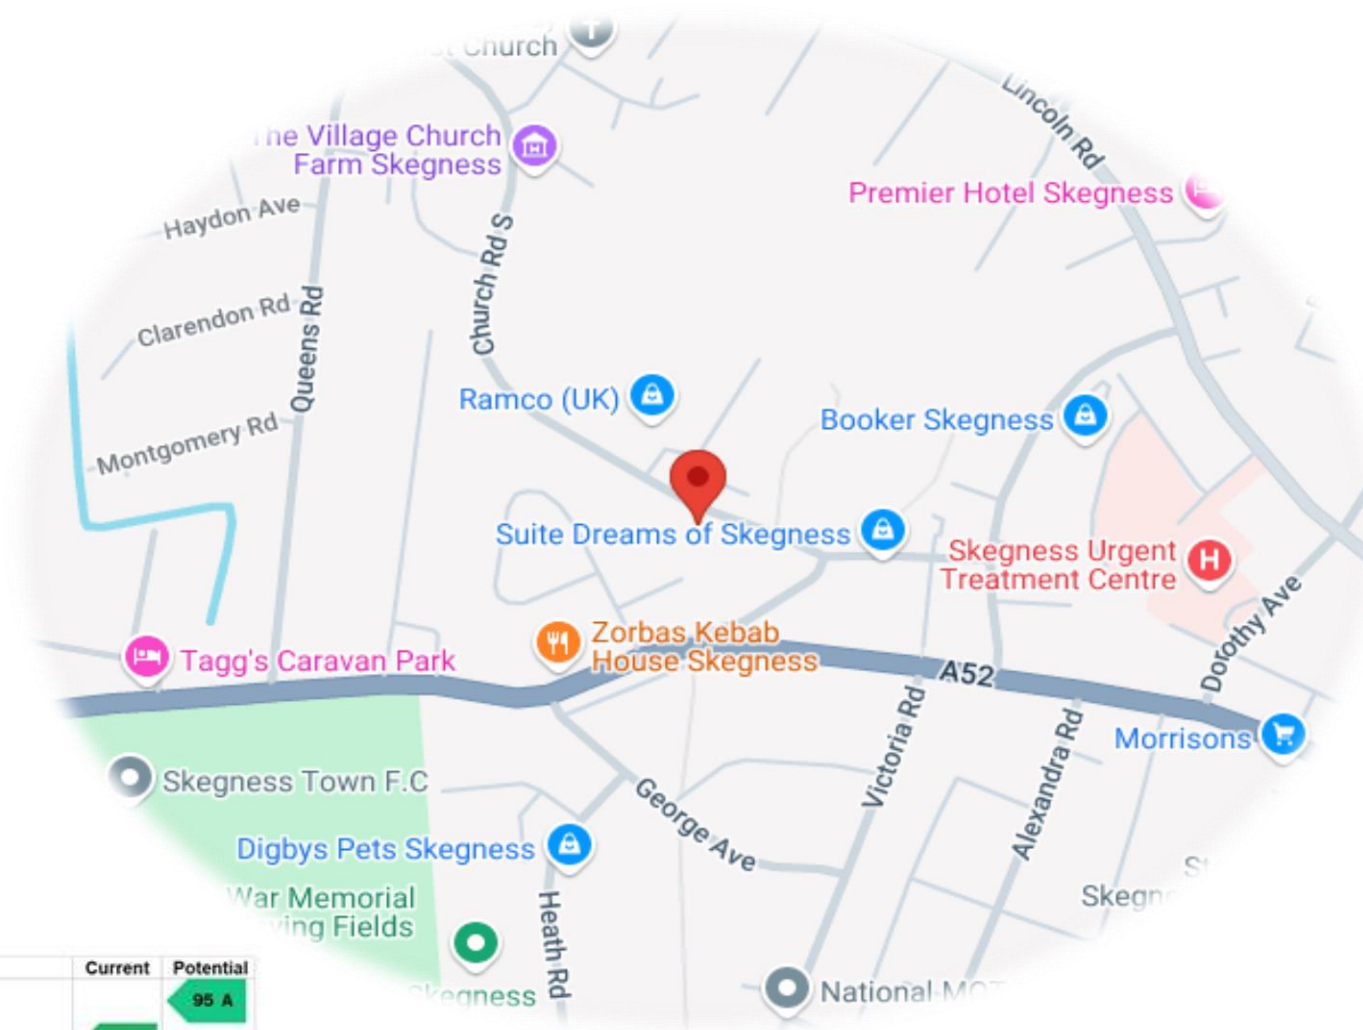 Church
The Village Church
Farm Skegness
Lincoln Rd
Premier Hotel Skegness
Haydon Ave
Church Rd S
Clarendon Rd
Queens Rd
Ramco (UK)
Booker Skegness
Montgomery Rd
Suite Dreams of Skegness
Skegness Urgent
Treatment Centre
H
Dorothy Ave
Zorbas Kebab
House Skegness
Tagg's Caravan Park
A52
Victoria Rd
Alexandra Rd
Morrisons
Skegness Town F.C
George Ave
Digbys Pets Skegness
War Memorial
Fields
Heath Rd
Skegness
National
Current Potential
95 A